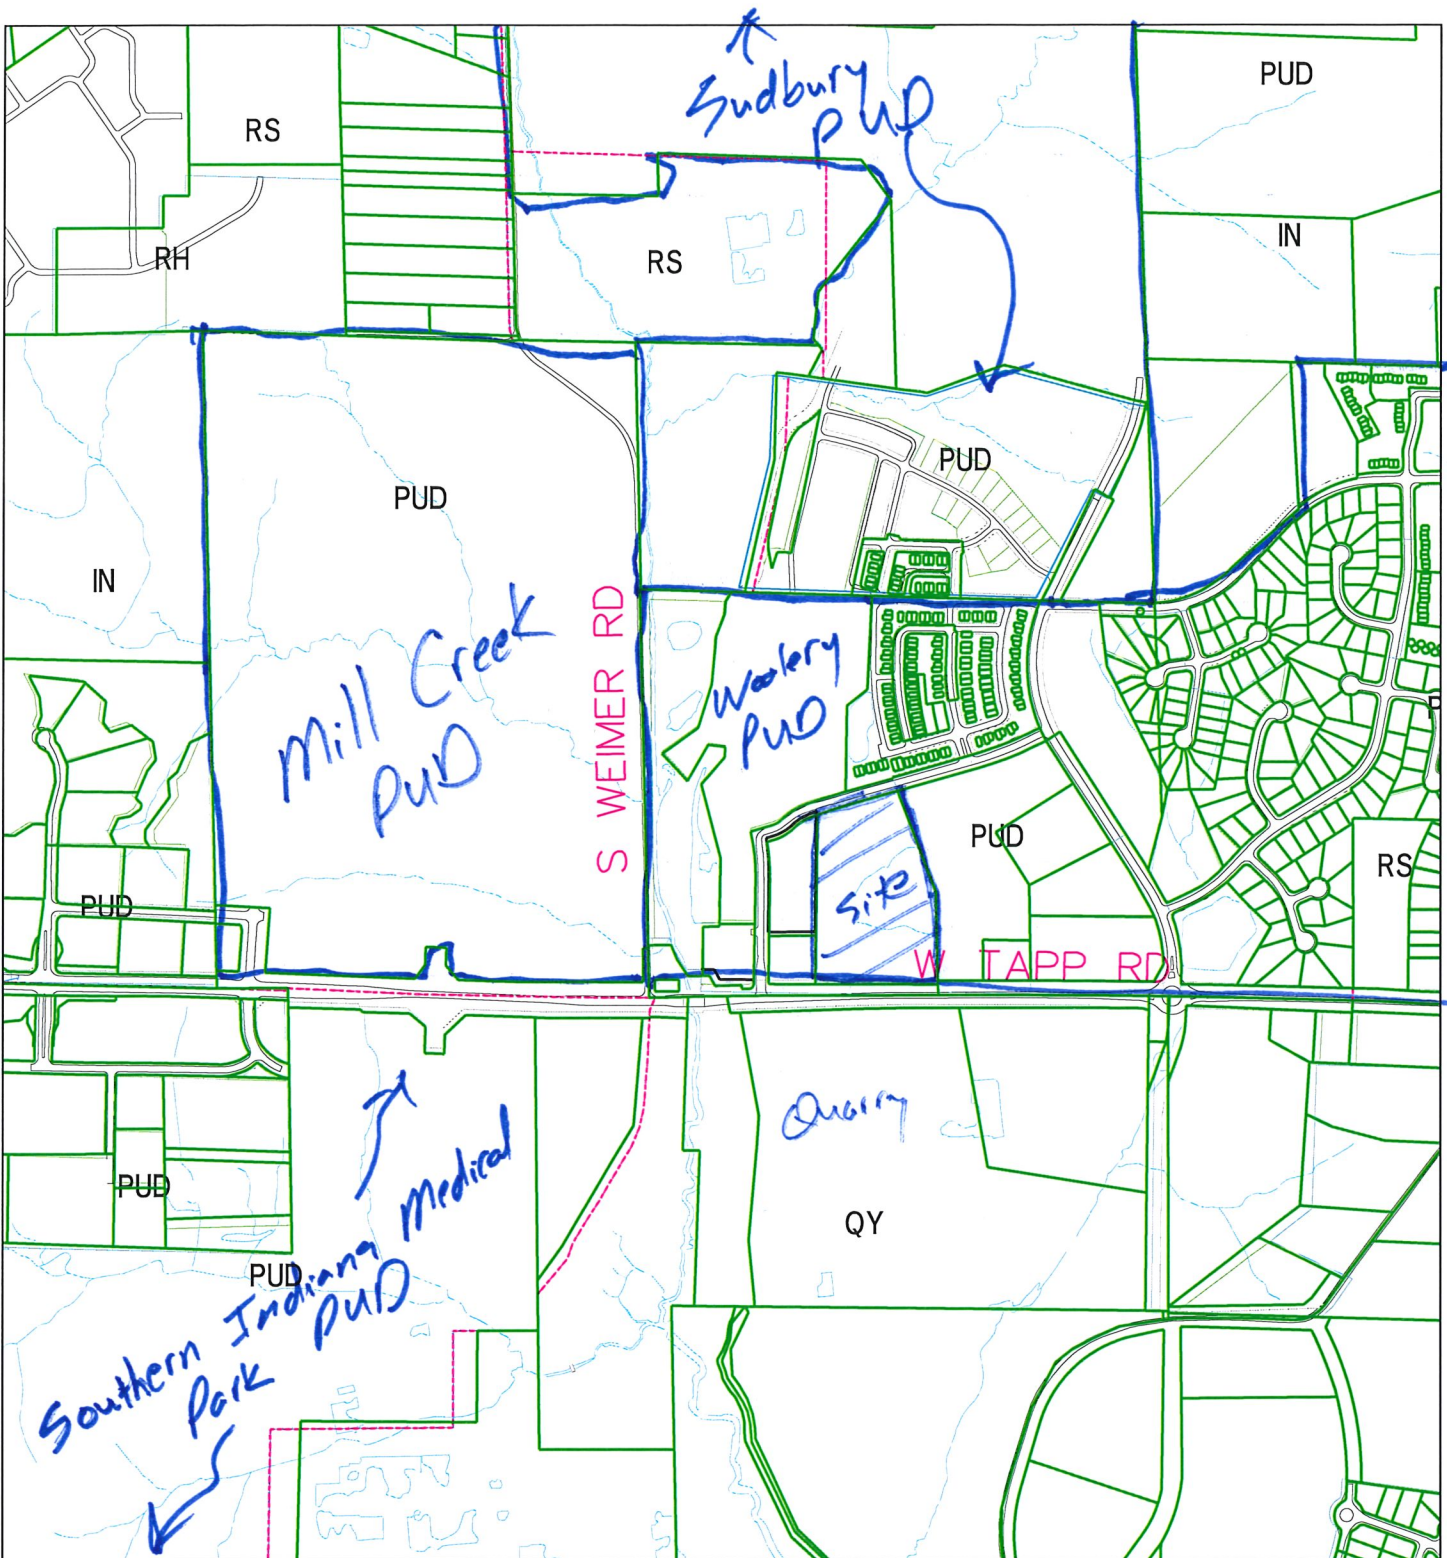 Sudbury
PUD
PUD
RS
IN
RH
RS
PUD
PUD
IN
Mill Creek
PUD
S WEIMER RD
Woolery
PUD
PUD
RS
Site
PUD
W TAPP RD
Quarry
PUD
QY
PUD
Southern Indiana Medical
Park PUD